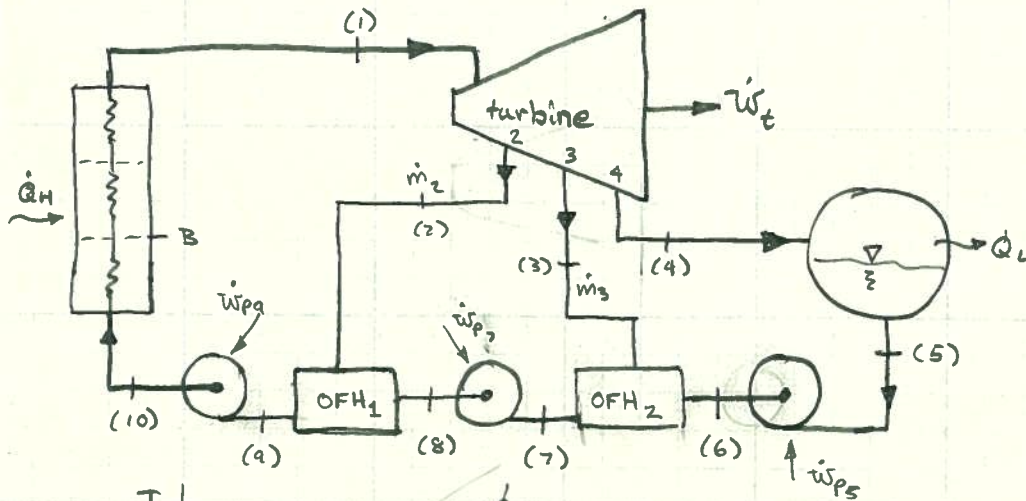 (1)
turbine
Ẇt
2
3
4
ṁ2
Q̇H
B
(2)
(3)
ṁ3
(4)
Q̇L
Ẇp9
Ẇp7
(5)
OFH1
OFH2
(10)
(9)
(8)
(7)
(6)
Ẇp5
T